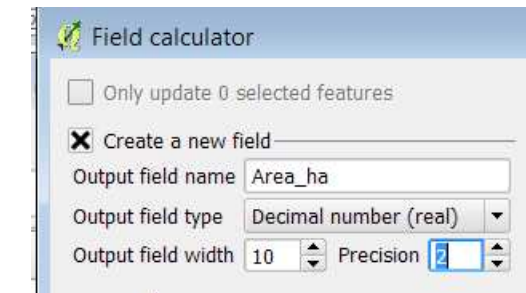 Field calculator
Only update 0 selected features
Create a new field
Output field name Area_ha
Output field type Decimal number (real)
Output field width 10 Precision 2